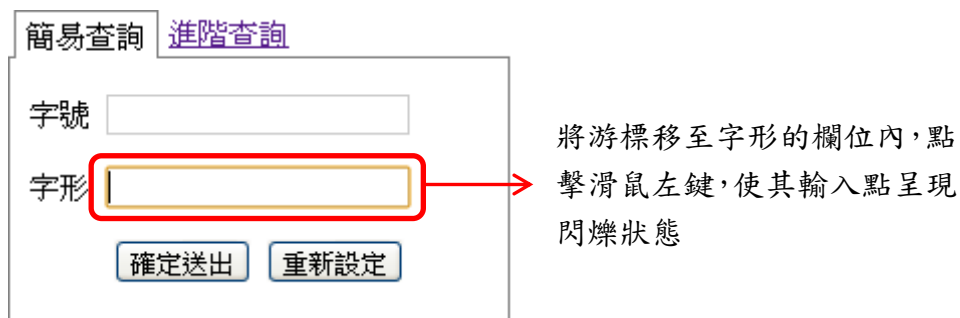 簡易查詢 進階查詢
字號
字形
確定送出 重新設定
將游標移至字形的欄位內，點
擊滑鼠左鍵，使其輸入點呈現
閃爍狀態